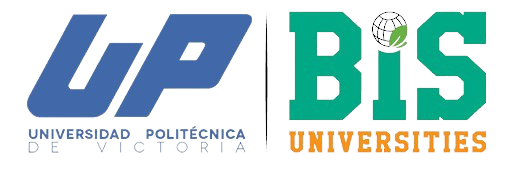 UP
UNIVERSIDAD POLITÉCNICA
DE VICTORIA
BiS
UNIVERSITIES